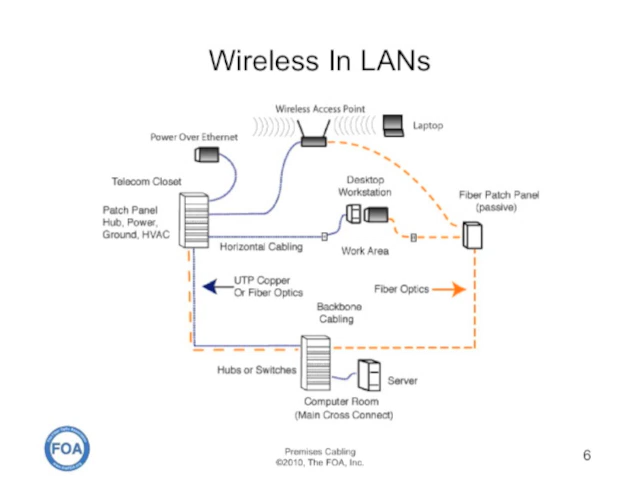 Wireless In LANs
Wireless Access Point
Laptop
Power Over Ethernet
Telecom Closet
Desktop
Workstation
Fiber Patch Panel
(passive)
Patch Panel
Hub, Power,
Ground, HVAC
Horizontal Cabling
Work Area
UTP Copper
Or Fiber Optics
Fiber Optics
Backbone
Cabling
Hubs or Switches
Server
Computer Room
(Main Cross Connect)
FOA
Premises Cabling
©2010, The FOA, Inc.
6